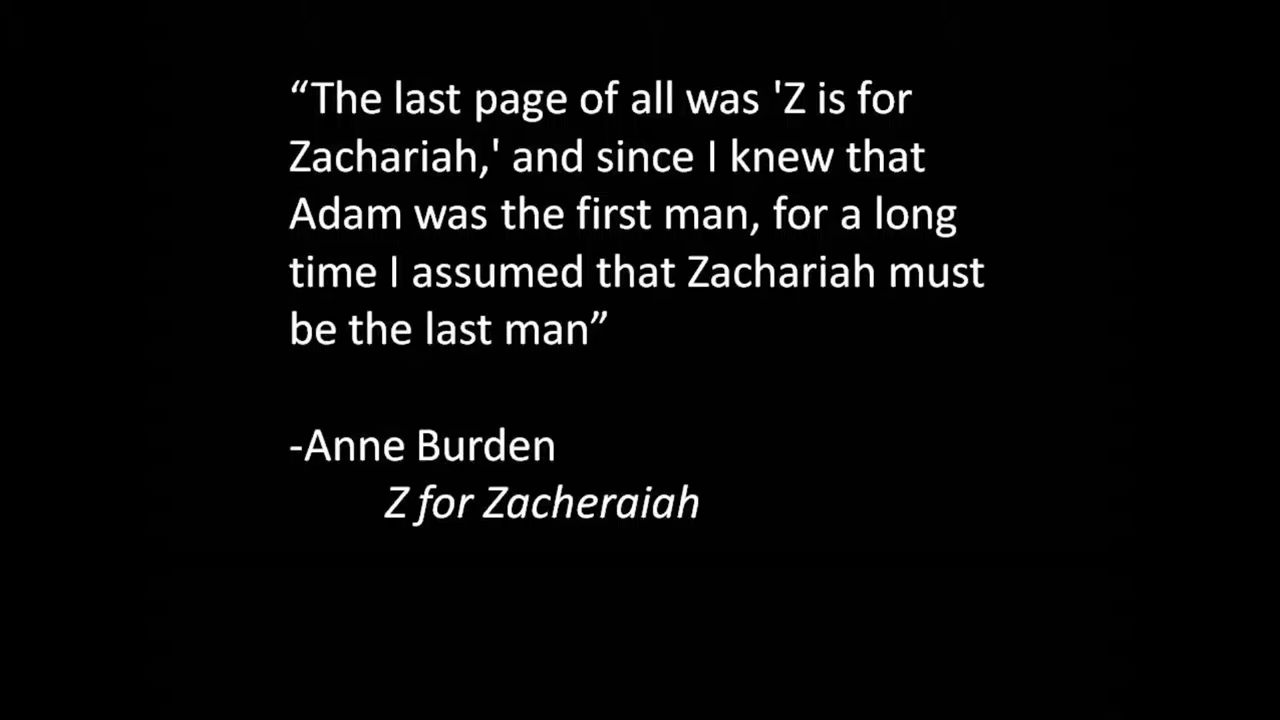 “The last page of all was 'Z is for
Zachariah,' and since I knew that
Adam was the first man, for a long
time I assumed that Zachariah must
be the last man”
-Anne Burden
Z for Zacheraiah